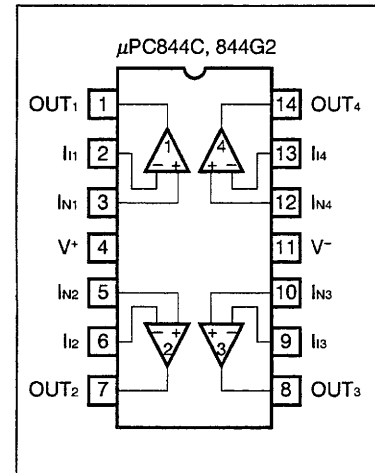 μPC844C, 844G2
OUT1 1 14 OUT4
1 4
II1 2 13 II4
− + + −
IN1 3 12 IN4
V+ 4 11 V−
IN2 5 10 IN3
− + + −
II2 6 9 II3
2 3
OUT2 7 8 OUT3